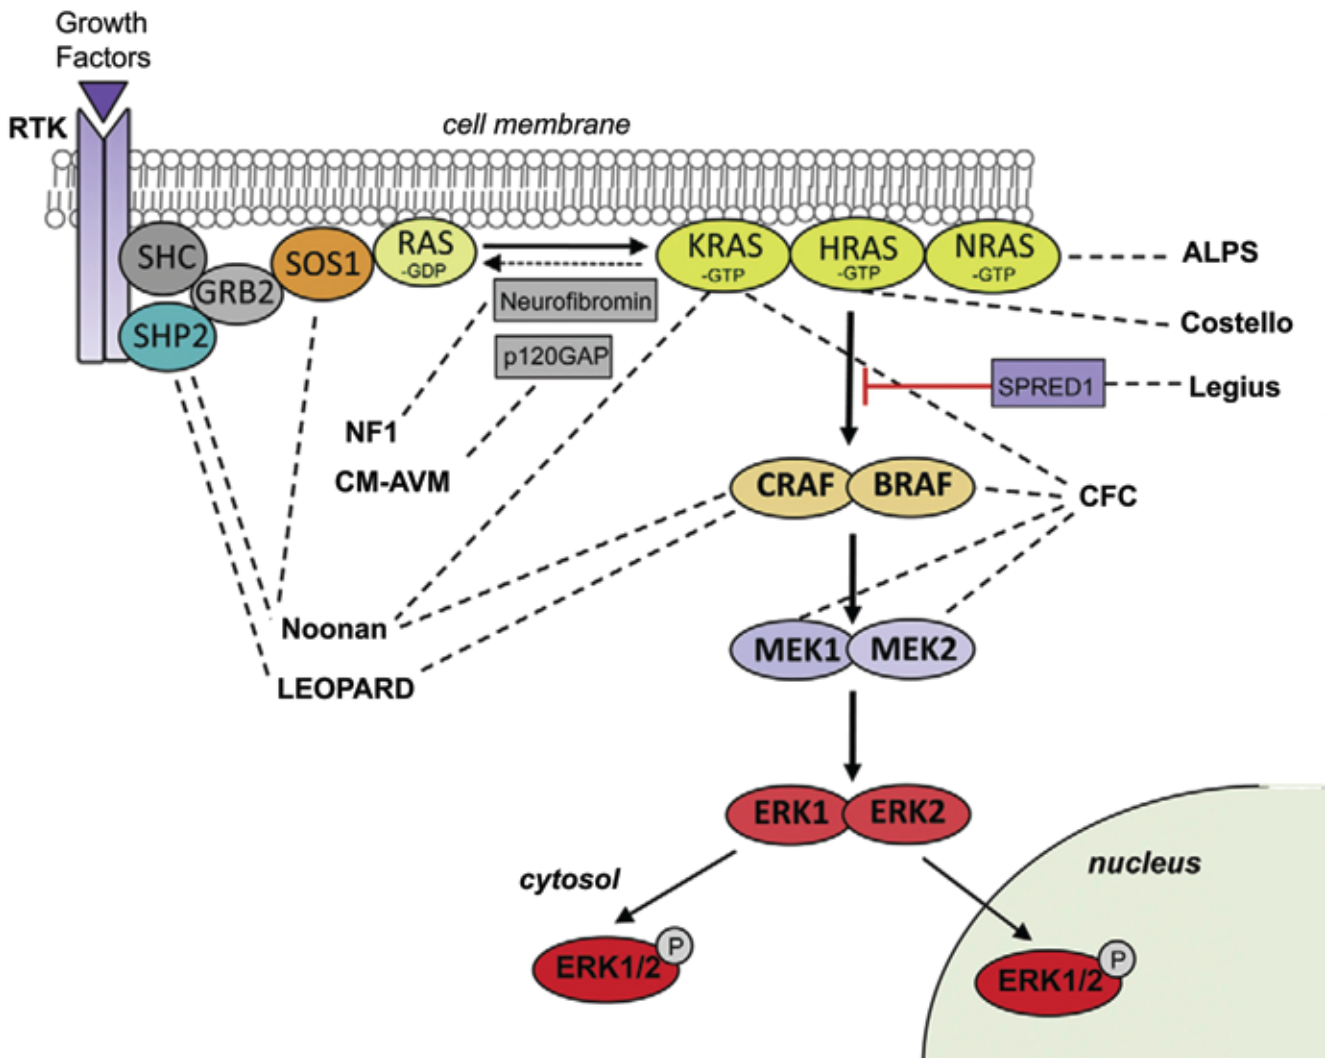 Growth
Factors
RTK
cell membrane
SHC
GRB2
SHP2
SOS1
RAS
-GDP
KRAS
-GTP
HRAS
-GTP
NRAS
-GTP
ALPS
Neurofibromin
Costello
p120GAP
SPRED1
Legius
NF1
CM-AVM
CRAF
BRAF
CFC
Noonan
MEK1
MEK2
LEOPARD
ERK1
ERK2
cytosol
nucleus
ERK1/2
P
ERK1/2
P